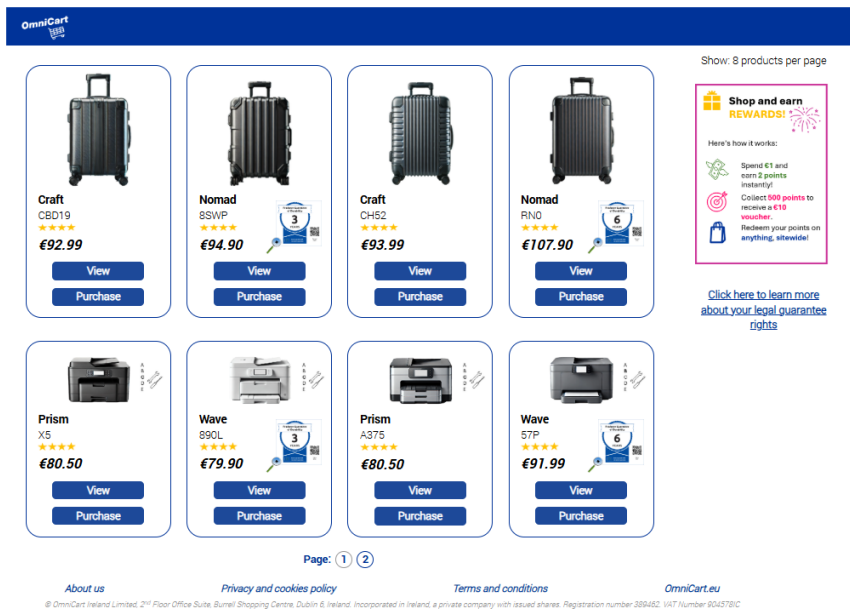 OmniCart
Show: 8 products per page
Craft
CBD19
€92.99
View
Purchase
Nomad
8SWP
3
€94.90
View
Purchase
Craft
CH52
€93.99
View
Purchase
Nomad
RN0
6
€107.90
View
Purchase
Shop and earn
REWARDS!
Here's how it works:
Spend €1 and
earn 2 points
instantly!
Collect 500 points to
receive a €10
voucher.
Redeem your points on
anything, sitewide!
Click here to learn more
about your legal guarantee
rights
Prism
X5
€80.50
View
Purchase
Wave
890L
3
€79.90
View
Purchase
Prism
A375
€80.50
View
Purchase
Wave
57P
6
€91.99
View
Purchase
Page: 1 2
About us
Privacy and cookies policy
Terms and conditions
OmniCart.eu
© OmniCart Ireland Limited, 2nd Floor Office Suite, Burrell Shopping Centre, Dublin 6, Ireland. Incorporated in Ireland, a private company with issued shares. Registration number 389462. VAT Number 904578IC